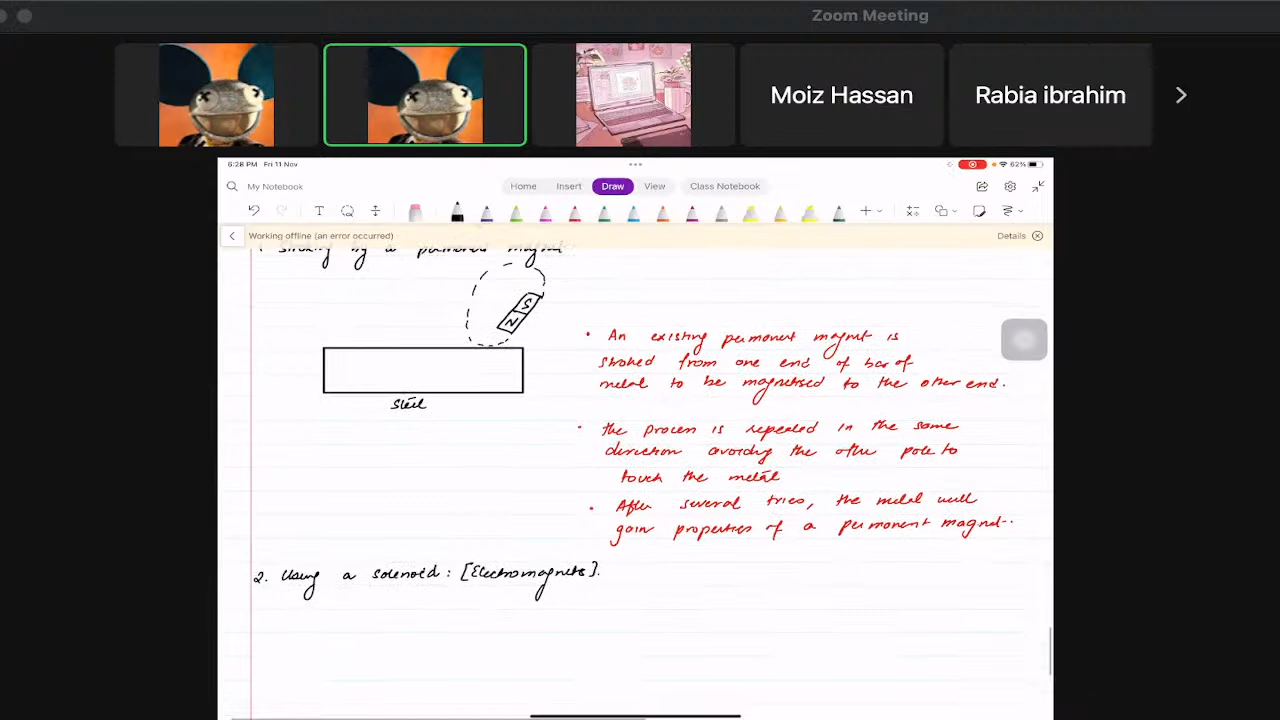 Zoom Meeting
Moiz Hassan
Rabia ibrahim
6:28 PM Fri 11 Nov
62%
My Notebook
Home
Insert
Draw
View
Class Notebook
Working offline (an error occurred)
Details
stroking by a permanent magnet.
S
N
Steel
• An existing permanent magnet is
stroked from one end of bar of
metal to be magnetised to the other end.
• the process is repeated in the same
direction avoiding the other pole to
touch the metal
• After several tries, the metal will
gain properties of a permanent magnet.
2. Using a solenoid: [Electromagnets].